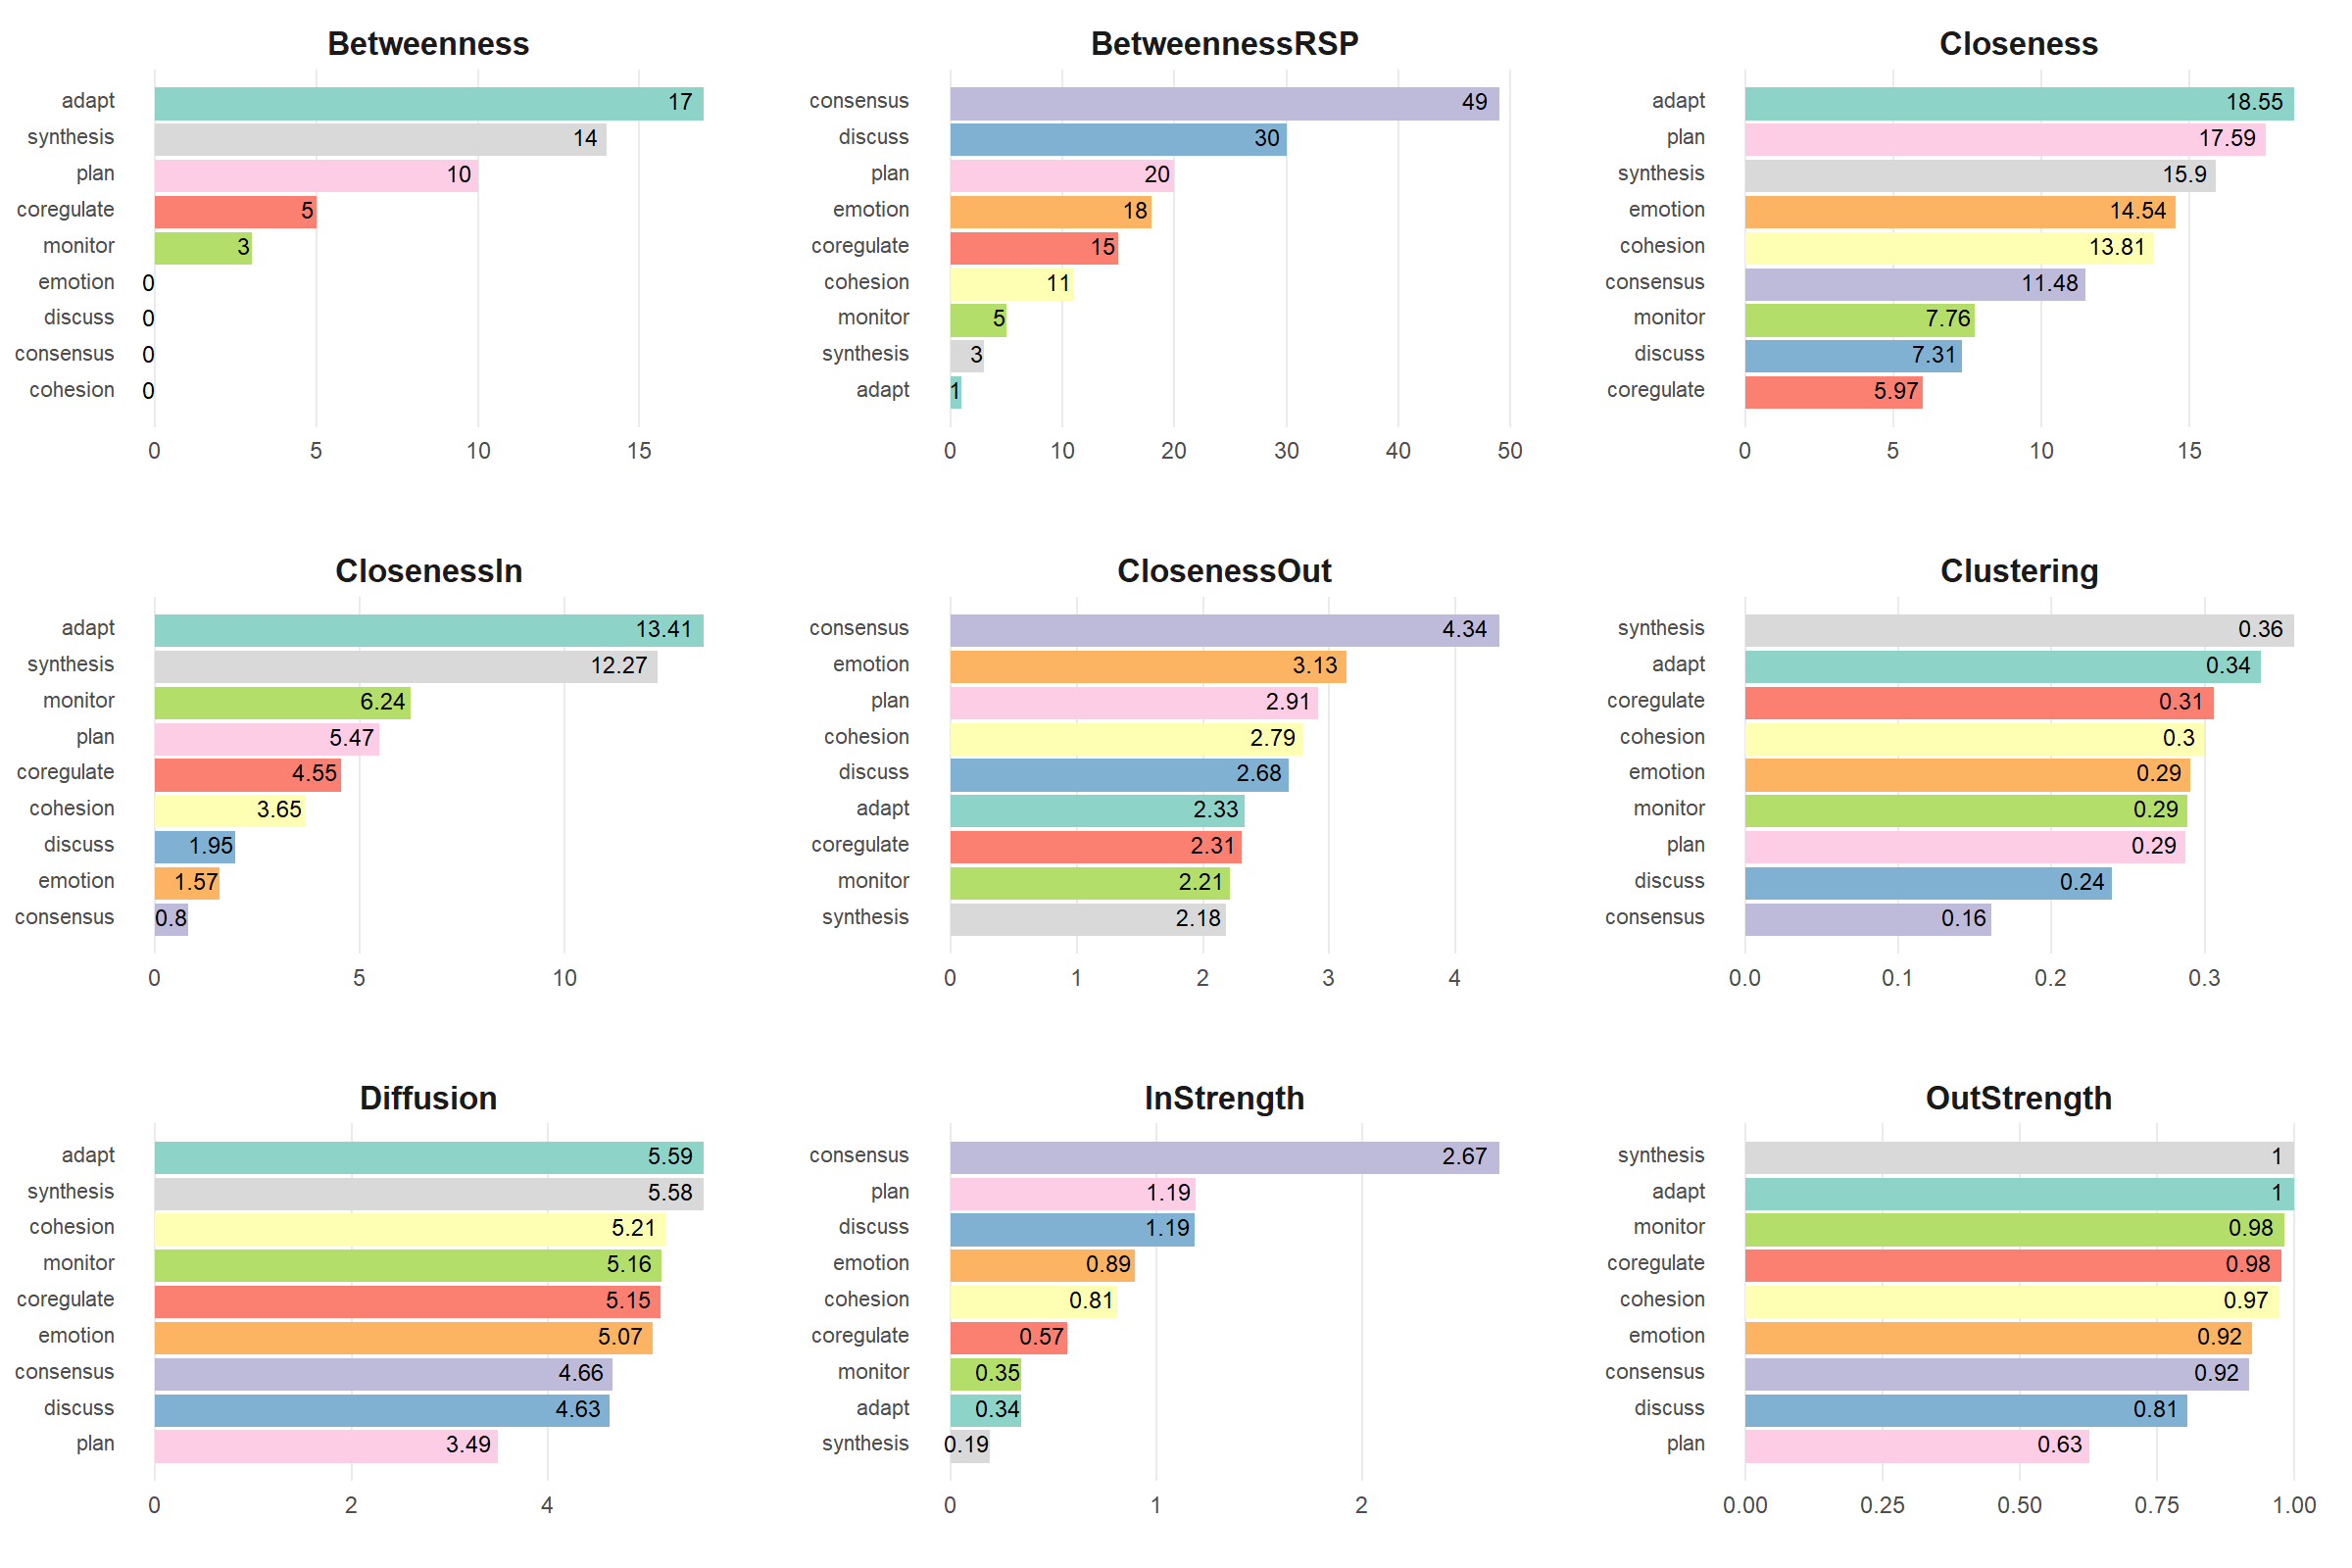 Betweenness
adapt 17
synthesis 14
plan 10
coregulate 5
monitor 3
emotion 0
discuss 0
consensus 0
cohesion 0
0 5 10 15
BetweennessRSP
consensus 49
discuss 30
plan 20
emotion 18
coregulate 15
cohesion 11
monitor 5
synthesis 3
adapt 1
0 10 20 30 40 50
Closeness
adapt 18.55
plan 17.59
synthesis 15.9
emotion 14.54
cohesion 13.81
consensus 11.48
monitor 7.76
discuss 7.31
coregulate 5.97
0 5 10 15
ClosenessIn
adapt 13.41
synthesis 12.27
monitor 6.24
plan 5.47
coregulate 4.55
cohesion 3.65
discuss 1.95
emotion 1.57
consensus 0.8
0 5 10
ClosenessOut
consensus 4.34
emotion 3.13
plan 2.91
cohesion 2.79
discuss 2.68
adapt 2.33
coregulate 2.31
monitor 2.21
synthesis 2.18
0 1 2 3 4
Clustering
synthesis 0.36
adapt 0.34
coregulate 0.31
cohesion 0.3
emotion 0.29
monitor 0.29
plan 0.29
discuss 0.24
consensus 0.16
0.0 0.1 0.2 0.3
Diffusion
adapt 5.59
synthesis 5.58
cohesion 5.21
monitor 5.16
coregulate 5.15
emotion 5.07
consensus 4.66
discuss 4.63
plan 3.49
0 2 4
InStrength
consensus 2.67
plan 1.19
discuss 1.19
emotion 0.89
cohesion 0.81
coregulate 0.57
monitor 0.35
adapt 0.34
synthesis 0.19
0 1 2
OutStrength
synthesis 1
adapt 1
monitor 0.98
coregulate 0.98
cohesion 0.97
emotion 0.92
consensus 0.92
discuss 0.81
plan 0.63
0.00 0.25 0.50 0.75 1.00